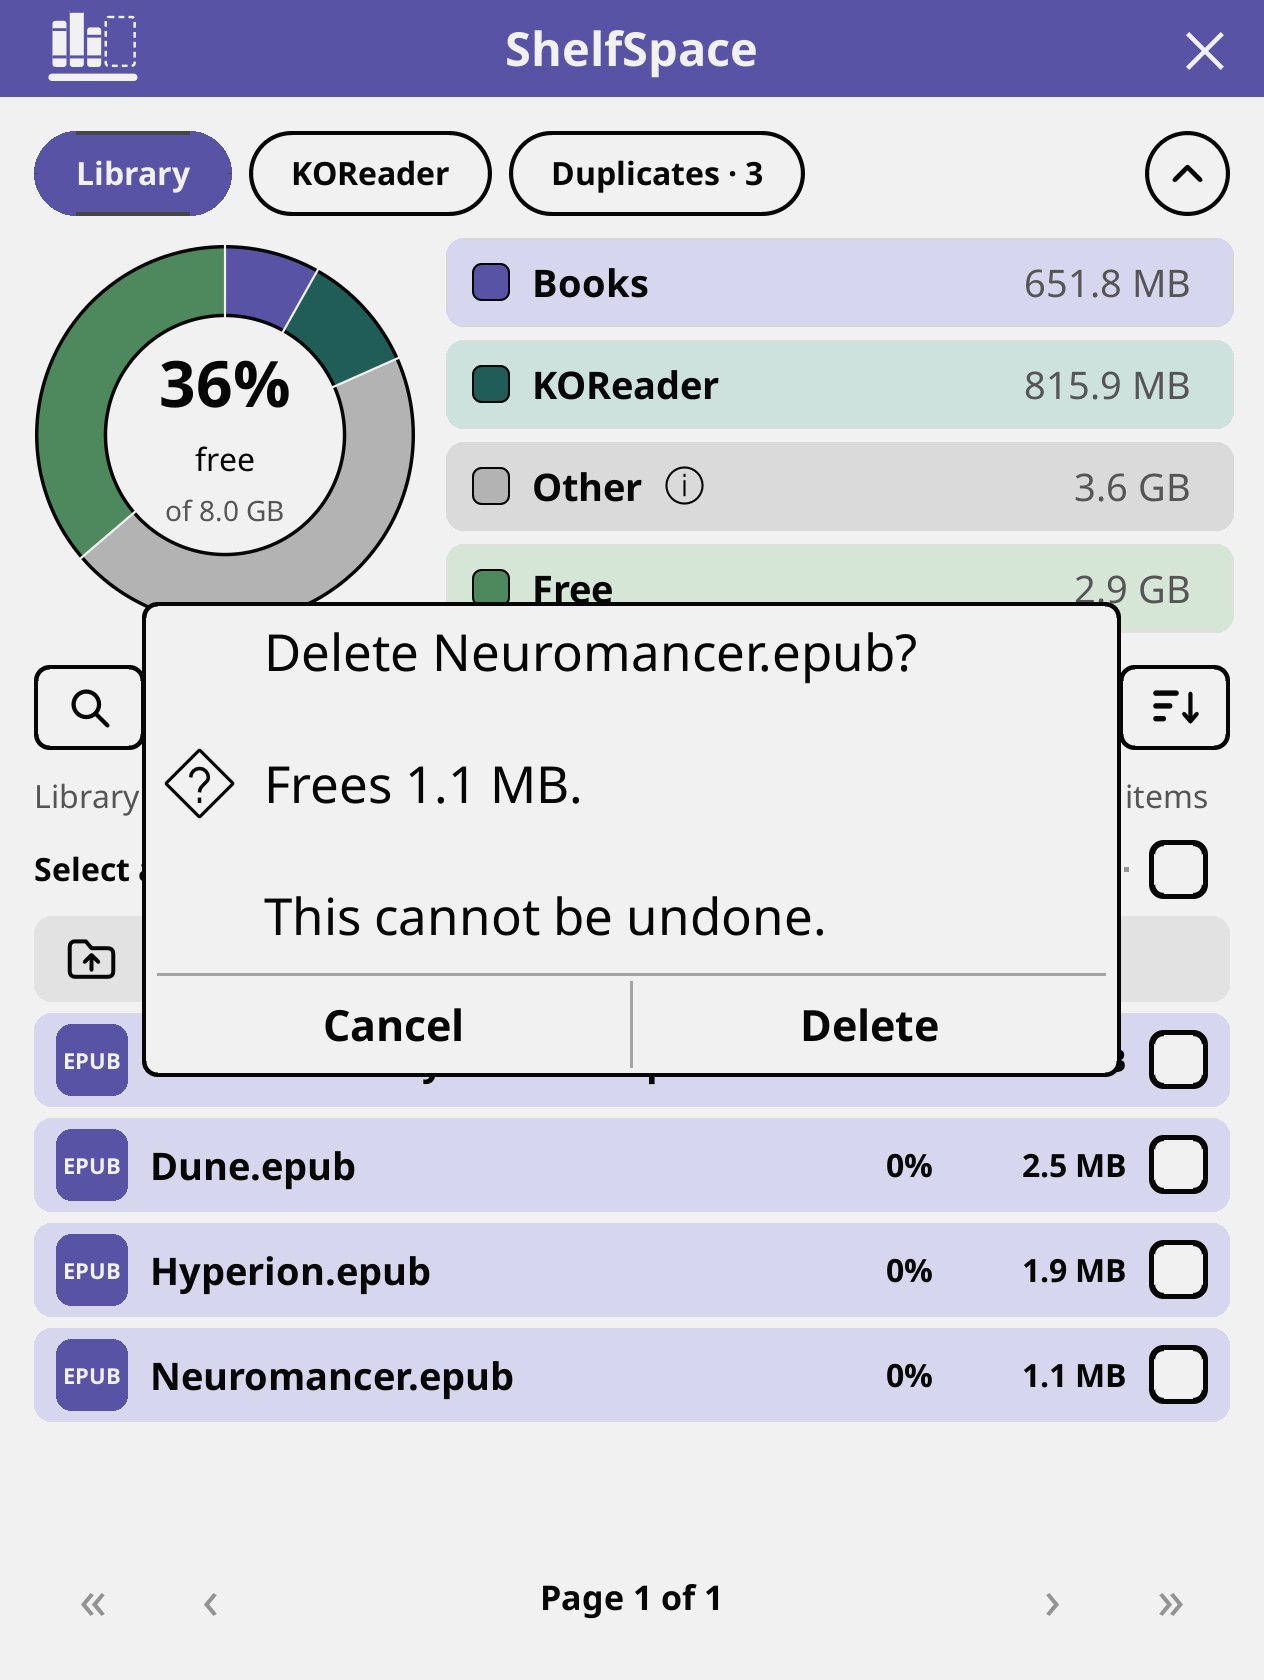 ShelfSpace
Library
KOReader
Duplicates · 3
36%
free
of 8.0 GB
Books 651.8 MB
KOReader 815.9 MB
Other ⓘ 3.6 GB
Free 2.9 GB
Delete Neuromancer.epub?
Frees 1.1 MB.
This cannot be undone.
Cancel
Delete
Library
items
Select
EPUB
EPUB Dune.epub 0% 2.5 MB
EPUB Hyperion.epub 0% 1.9 MB
EPUB Neuromancer.epub 0% 1.1 MB
« ‹ Page 1 of 1 › »